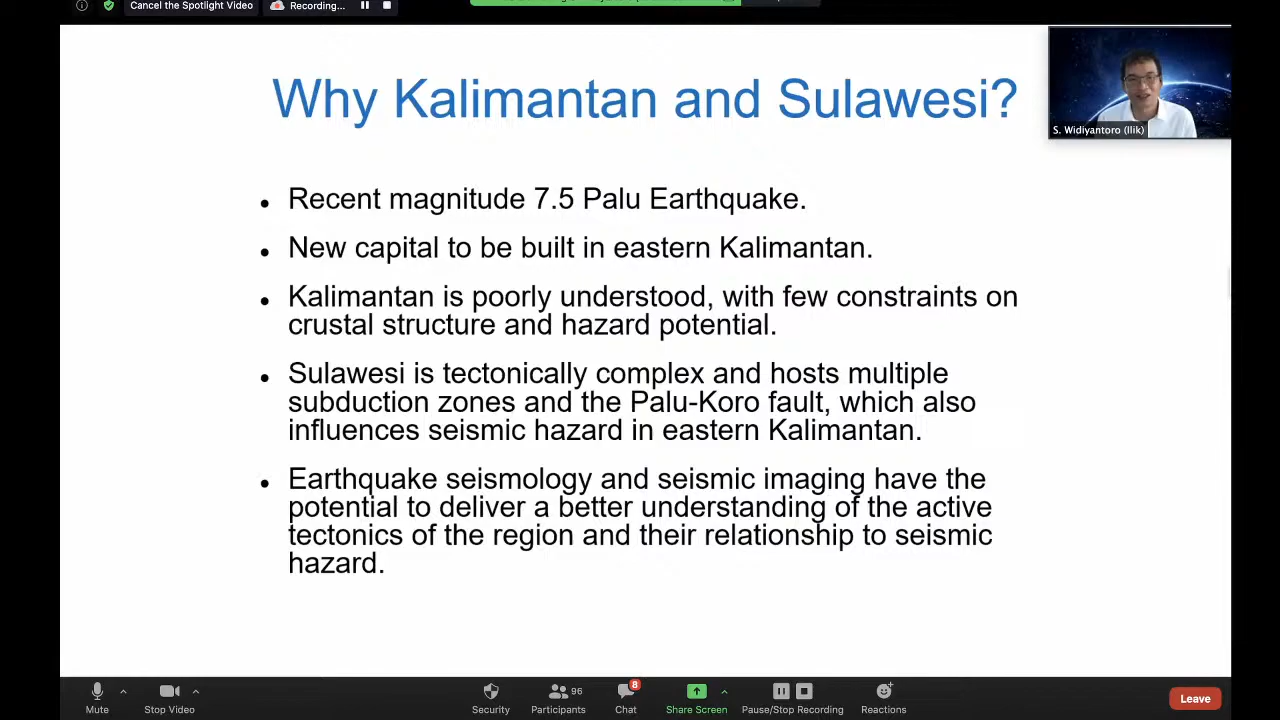 Cancel the Spotlight Video
Recording...
Why Kalimantan and Sulawesi?
S. Widiyantoro (Ilik)
• Recent magnitude 7.5 Palu Earthquake.
• New capital to be built in eastern Kalimantan.
• Kalimantan is poorly understood, with few constraints on
crustal structure and hazard potential.
• Sulawesi is tectonically complex and hosts multiple
subduction zones and the Palu-Koro fault, which also
influences seismic hazard in eastern Kalimantan.
• Earthquake seismology and seismic imaging have the
potential to deliver a better understanding of the active
tectonics of the region and their relationship to seismic
hazard.
Mute
Stop Video
Security
96
Participants
8
Chat
Share Screen
Pause/Stop Recording
Reactions
Leave